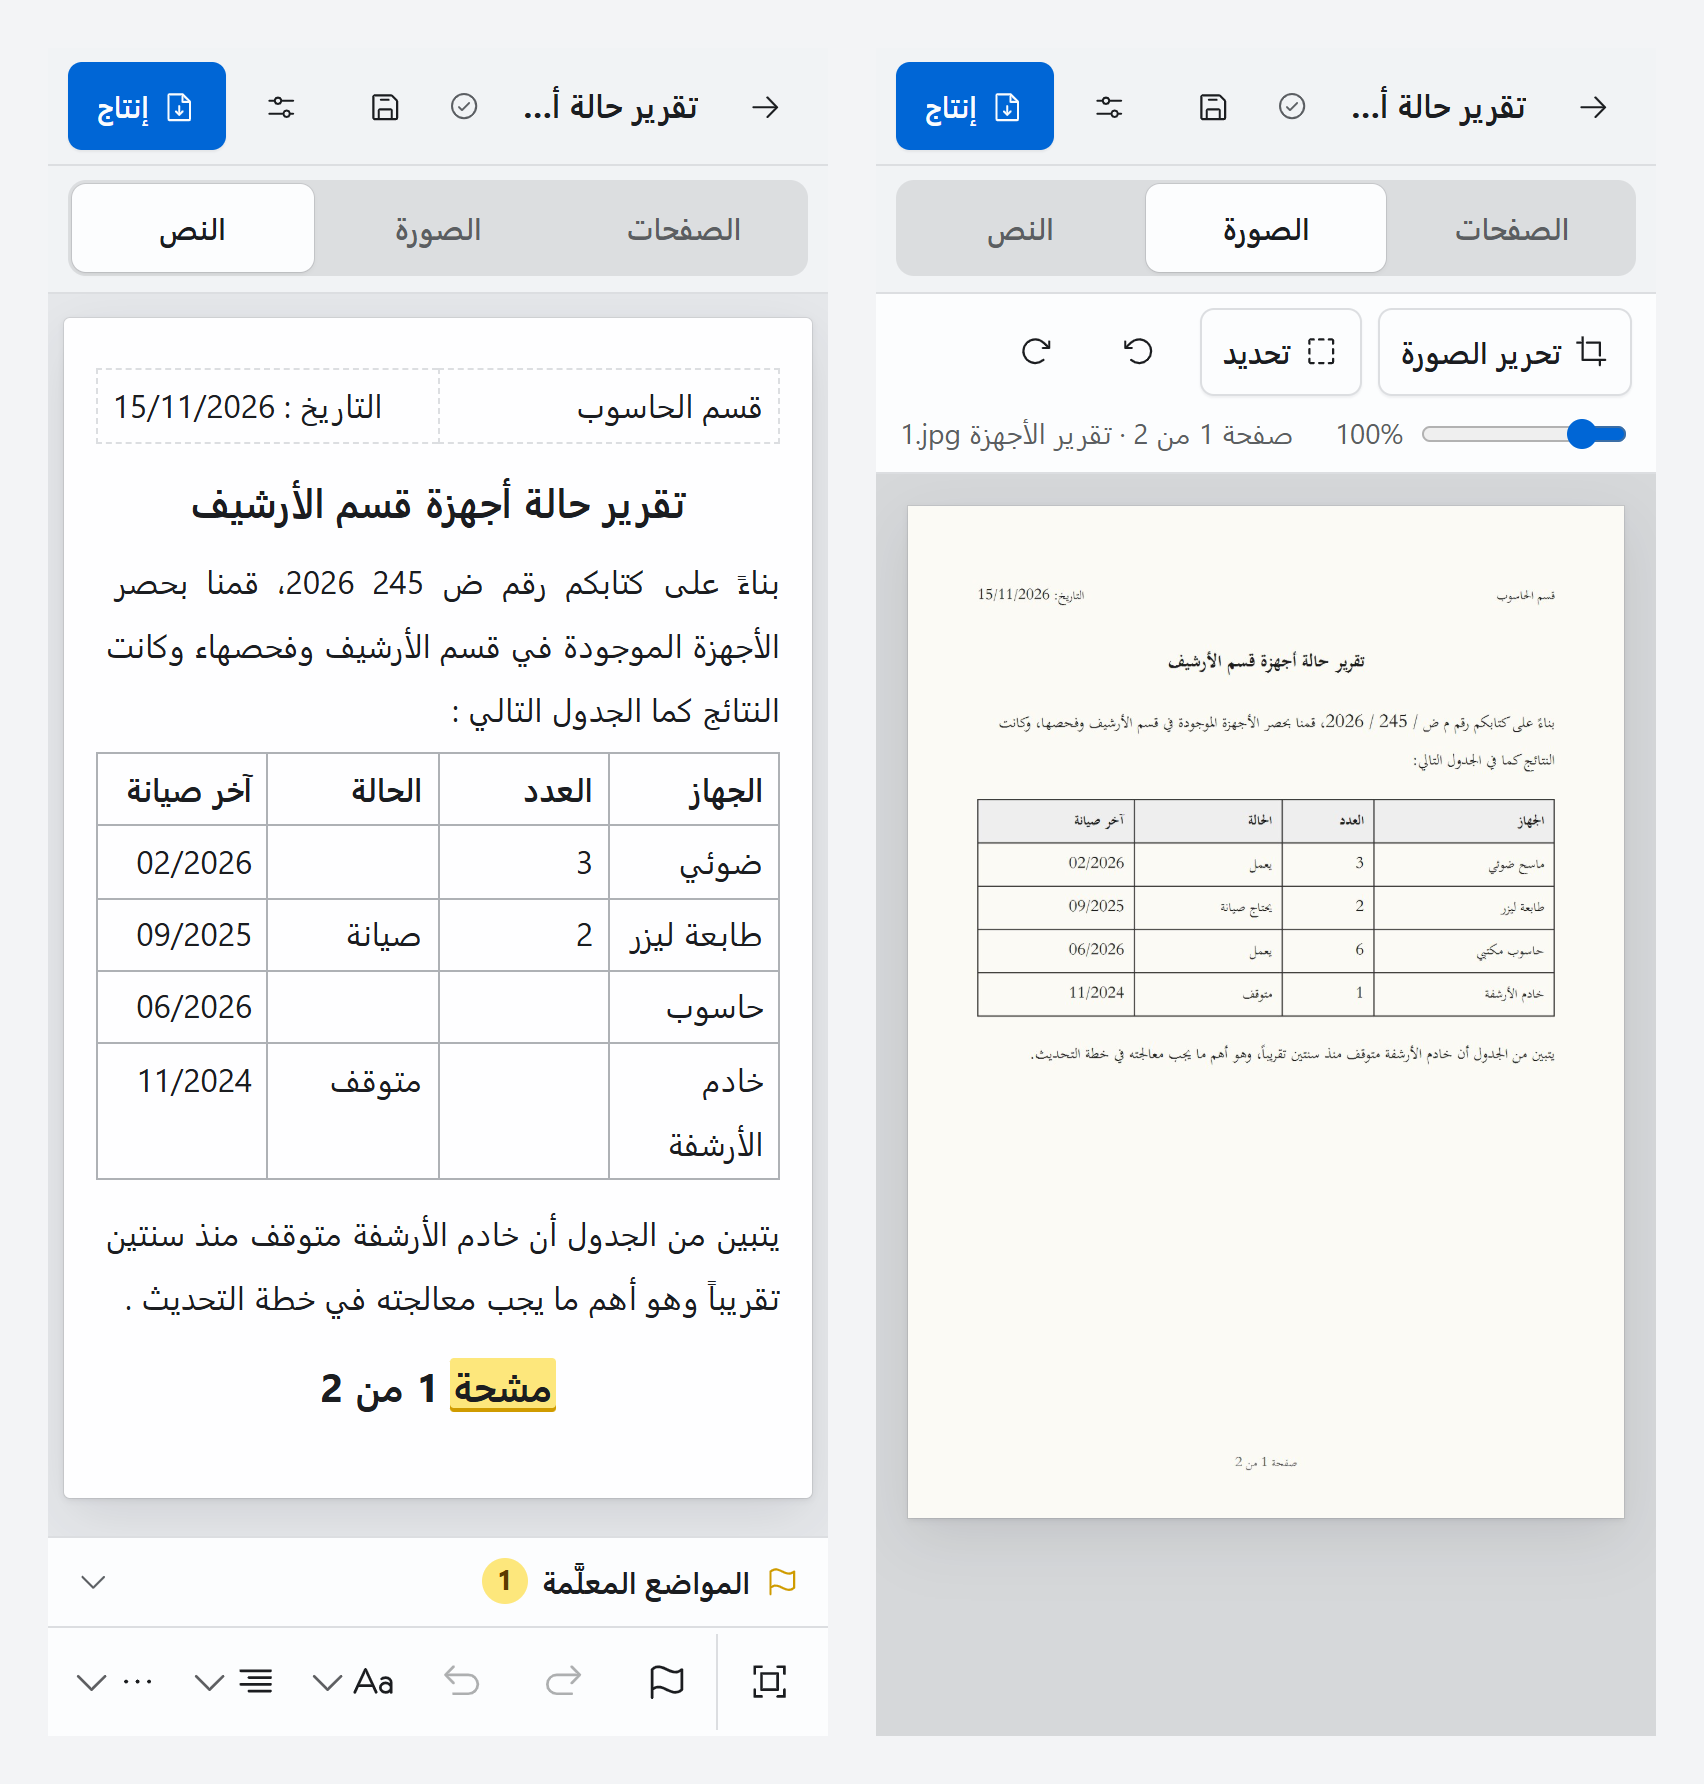 تقرير حالة أ...
إنتاج
الصفحات
الصورة
النص
تحرير الصورة
تحديد
100%
صفحة 1 من 2 · تقرير الأجهزة 1.jpg
قسم الحاسوب
التاريخ: 15/11/2026
تقرير حالة أجهزة قسم الأرشيف
بناءً على كتابكم رقم م ض / 245 / 2026، قمنا بحصر الأجهزة الموجودة في قسم الأرشيف وفحصها، وكانت
النتائج كما في الجدول التالي:
الجهاز العدد الحالة آخر صيانة
ماسح ضوئي 3 يعمل 02/2026
طابعة ليزر 2 يحتاج صيانة 09/2025
حاسوب مكتبي 6 يعمل 06/2026
خادم الأرشفة 1 متوقف 11/2024
يتبين من الجدول أن خادم الأرشفة متوقف منذ سنتين تقريباً، وهو أهم ما يجب معالجته في خطة التحديث.
صفحة 1 من 2
تقرير حالة أ...
إنتاج
الصفحات
الصورة
النص
قسم الحاسوب
التاريخ : 15/11/2026
تقرير حالة أجهزة قسم الأرشيف
بناءً على كتابكم رقم ض 245 2026، قمنا بحصر
الأجهزة الموجودة في قسم الأرشيف وفحصهاء وكانت
النتائج كما الجدول التالي :
الجهاز العدد الحالة آخر صيانة
ضوئي 3 02/2026
طابعة ليزر 2 صيانة 09/2025
حاسوب 06/2026
خادم متوقف 11/2024
الأرشفة
يتبين من الجدول أن خادم الأرشفة متوقف منذ سنتين
تقريباً وهو أهم ما يجب معالجته في خطة التحديث .
مشحة 1 من 2
المواضع المعلَّمة 1
Aa